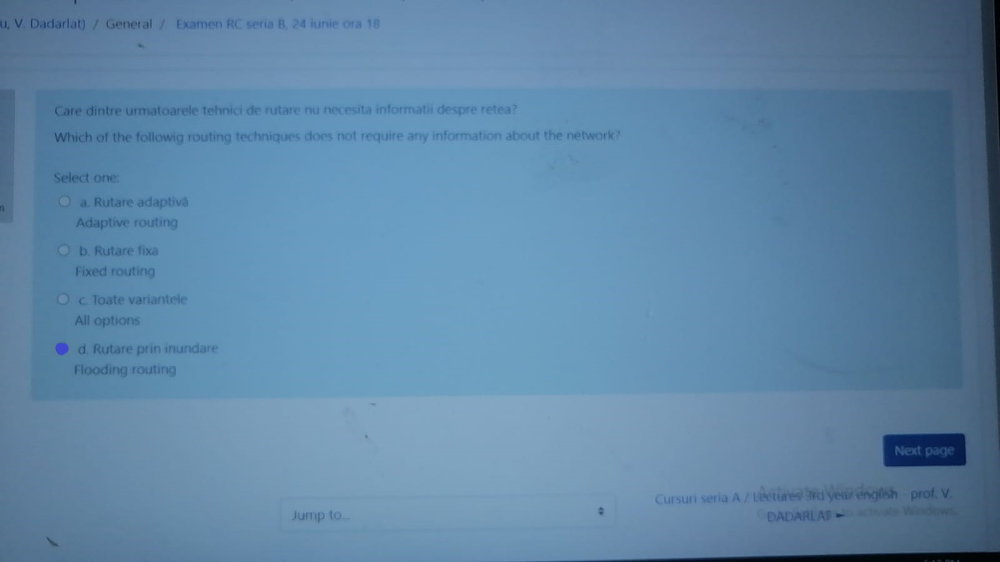 u, V. Dadarlat) / General / Examen RC seria B, 24 iunie ora 18
Care dintre urmatoarele tehnici de rutare nu necesita informatii despre retea?
Which of the followig routing techniques does not require any information about the network?
Select one:
a. Rutare adaptivă
Adaptive routing
b. Rutare fixa
Fixed routing
c. Toate variantele
All options
d. Rutare prin inundare
Flooding routing
Next page
Activate Windows
Cursuri seria A / Lectures 3rd year english - prof. V.
DADARLAT
to activate Windows.
Jump to...